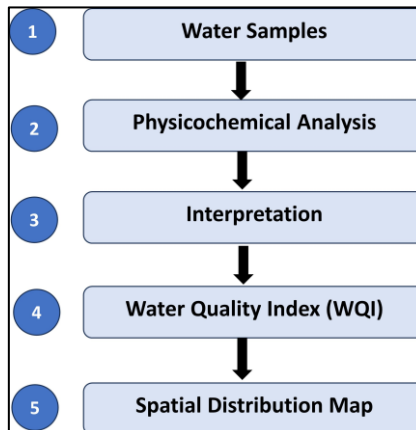 1 Water Samples
2 Physicochemical Analysis
3 Interpretation
4 Water Quality Index (WQI)
5 Spatial Distribution Map